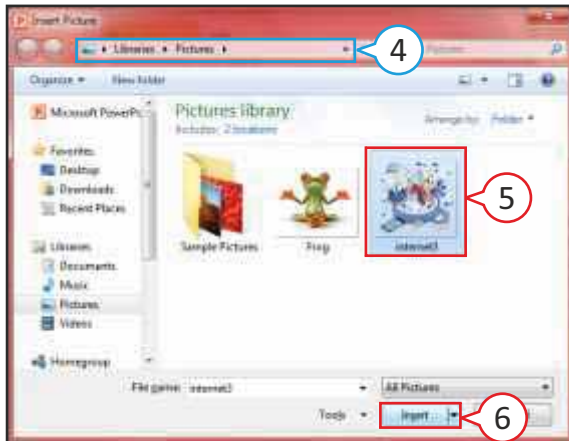 Insert Picture
Libraries Pictures
4
Pictures
Organize New folder
Microsoft PowerPo
Favorites
Desktop
Downloads
Recent Places
Libraries
Documents
Music
Pictures
Videos
Homegroup
Pictures library
Includes: 2 locations
Arrange by: Folder
Sample Pictures
Frog
internet3
5
File name: internet3
All Pictures
Tools
Insert
6